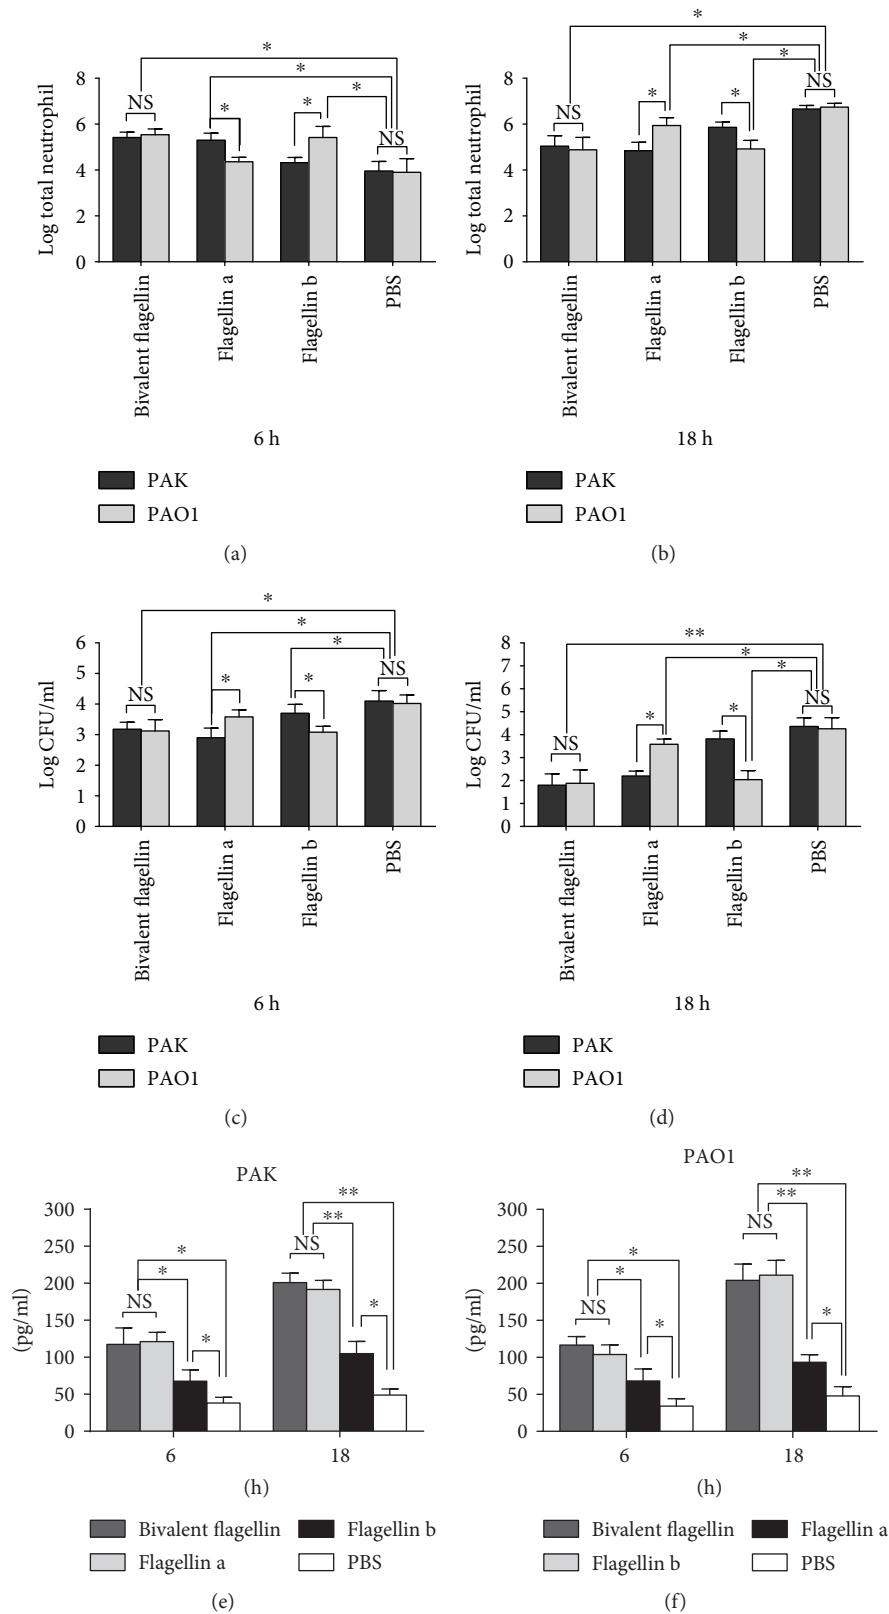 *
*
*
*
*
NS
NS
8
6
4
2
0
Log total neutrophil
Bivalent flagellin
Flagellin a
Flagellin b
PBS
6 h
PAK
PAO1
(a)
*
*
*
*
*
NS
NS
8
6
4
2
0
Log total neutrophil
Bivalent flagellin
Flagellin a
Flagellin b
PBS
18 h
PAK
PAO1
(b)
*
*
*
*
*
NS
NS
6
5
4
3
2
1
0
Log CFU/ml
Bivalent flagellin
Flagellin a
Flagellin b
PBS
6 h
PAK
PAO1
(c)
**
*
*
*
*
NS
NS
8
7
6
5
4
3
2
1
0
Log CFU/ml
Bivalent flagellin
Flagellin a
Flagellin b
PBS
18 h
PAK
PAO1
(d)
PAK
300
250
200
150
100
50
0
(pg/ml)
**
**
NS
*
*
*
NS
*
6
18
(h)
Bivalent flagellin
Flagellin a
Flagellin b
PBS
(e)
PAO1
300
250
200
150
100
50
0
(pg/ml)
**
**
NS
*
*
*
NS
*
6
18
(h)
Bivalent flagellin
Flagellin b
Flagellin a
PBS
(f)